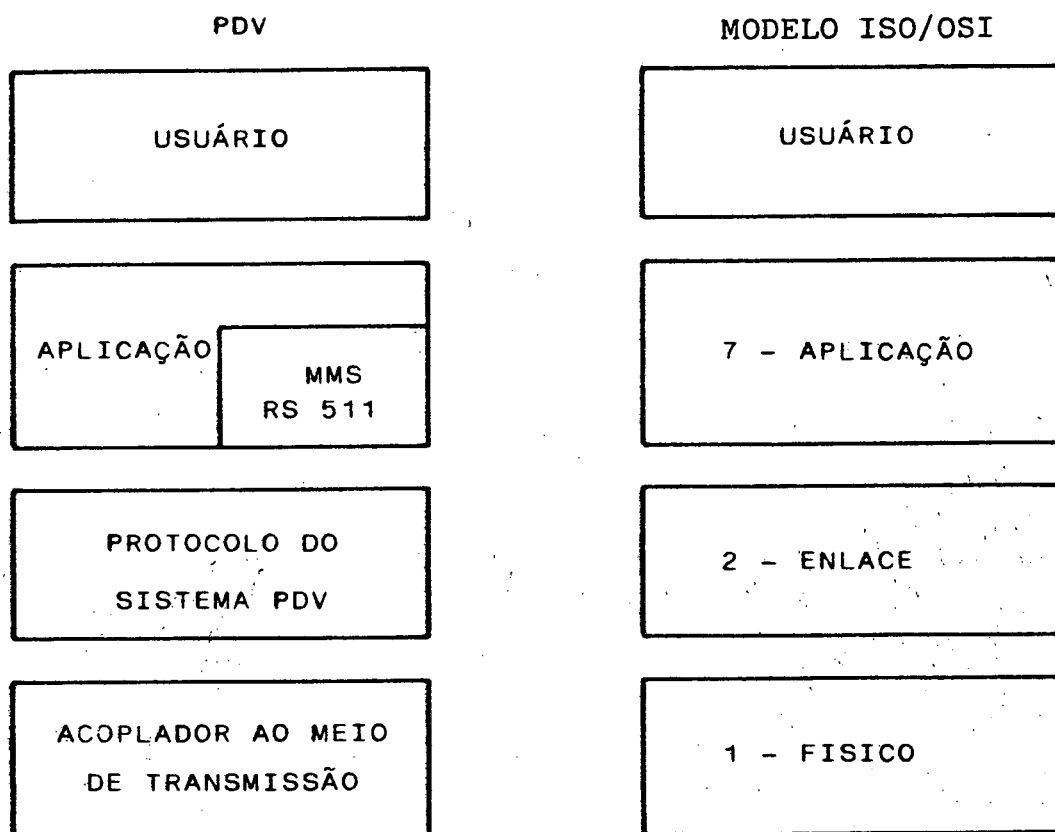 PDV
USUÁRIO
APLICAÇÃO
MMS
RS 511
PROTOCOLO DO
SISTEMA PDV
ACOPLADOR AO MEIO
DE TRANSMISSÃO
MODELO ISO/OSI
USUÁRIO
7 - APLICAÇÃO
2 - ENLACE
1 - FISICO